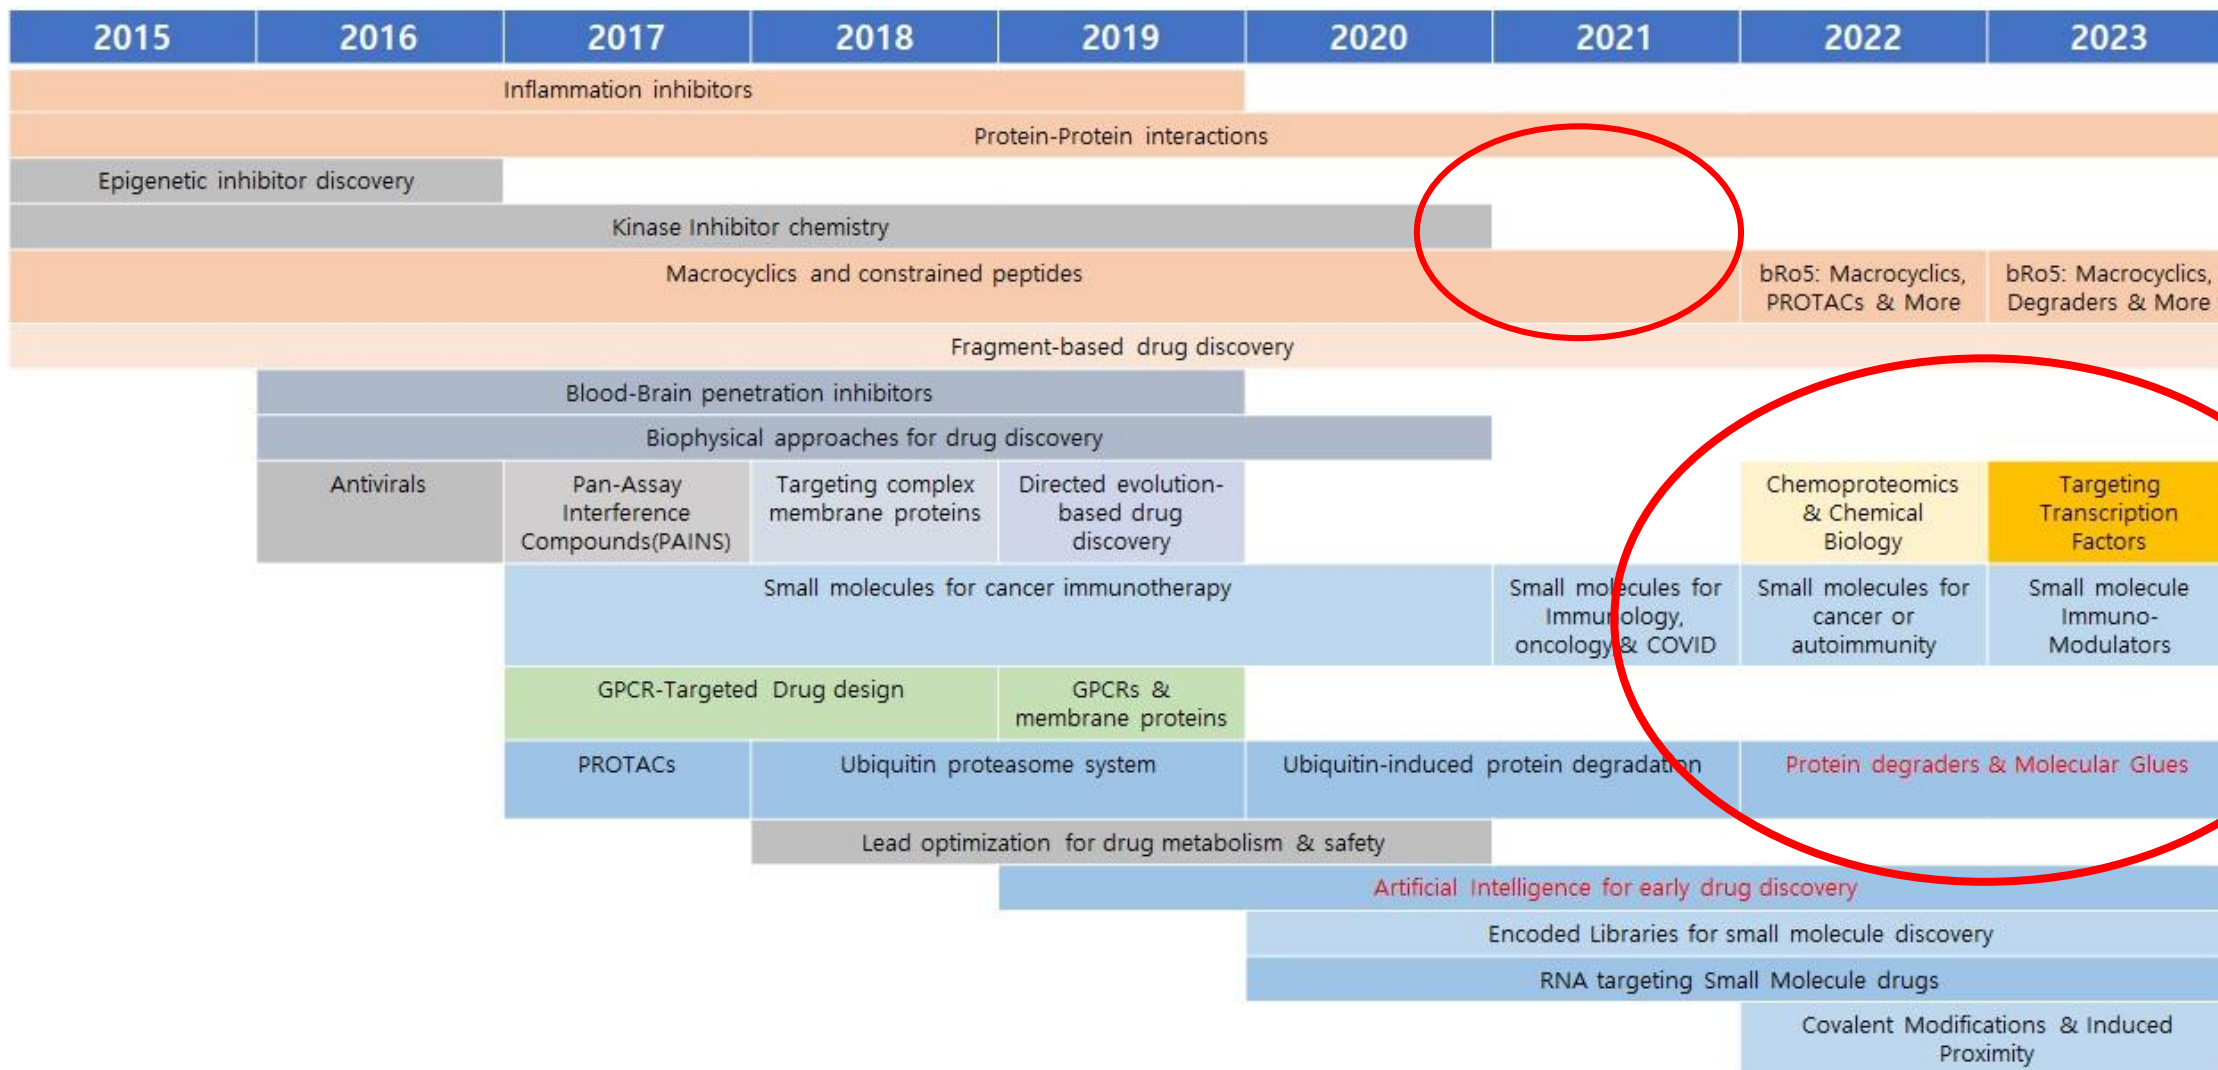 2015 2016 2017 2018 2019 2020 2021 2022 2023
Inflammation inhibitors
Protein-Protein interactions
Epigenetic inhibitor discovery
Kinase Inhibitor chemistry
Macrocyclics and constrained peptides
bRo5: Macrocyclics,
PROTACs & More
bRo5: Macrocyclics,
Degraders & More
Fragment-based drug discovery
Blood-Brain penetration inhibitors
Biophysical approaches for drug discovery
Antivirals
Pan-Assay
Interference
Compounds(PAINS)
Targeting complex
membrane proteins
Directed evolution-
based drug
discovery
Chemoproteomics
& Chemical
Biology
Targeting
Transcription
Factors
Small molecules for cancer immunotherapy
Small molecules for
Immunology,
oncology & COVID
Small molecules for
cancer or
autoimmunity
Small molecule
Immuno-
Modulators
GPCR-Targeted Drug design
GPCRs &
membrane proteins
PROTACs
Ubiquitin proteasome system
Ubiquitin-induced protein degradation
Protein degraders & Molecular Glues
Lead optimization for drug metabolism & safety
Artificial Intelligence for early drug discovery
Encoded Libraries for small molecule discovery
RNA targeting Small Molecule drugs
Covalent Modifications & Induced
Proximity